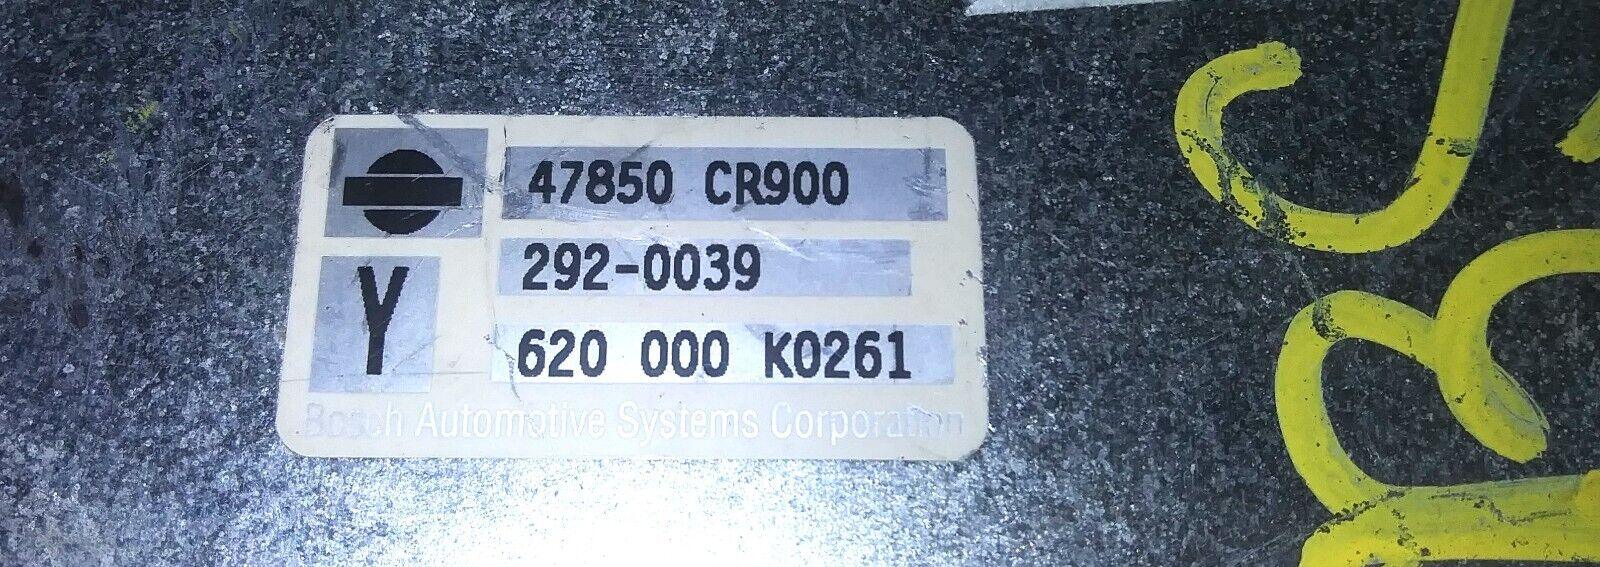 47850 CR900
292-0039
Y
620 000 K0261
Bosch Automotive Systems Corporation